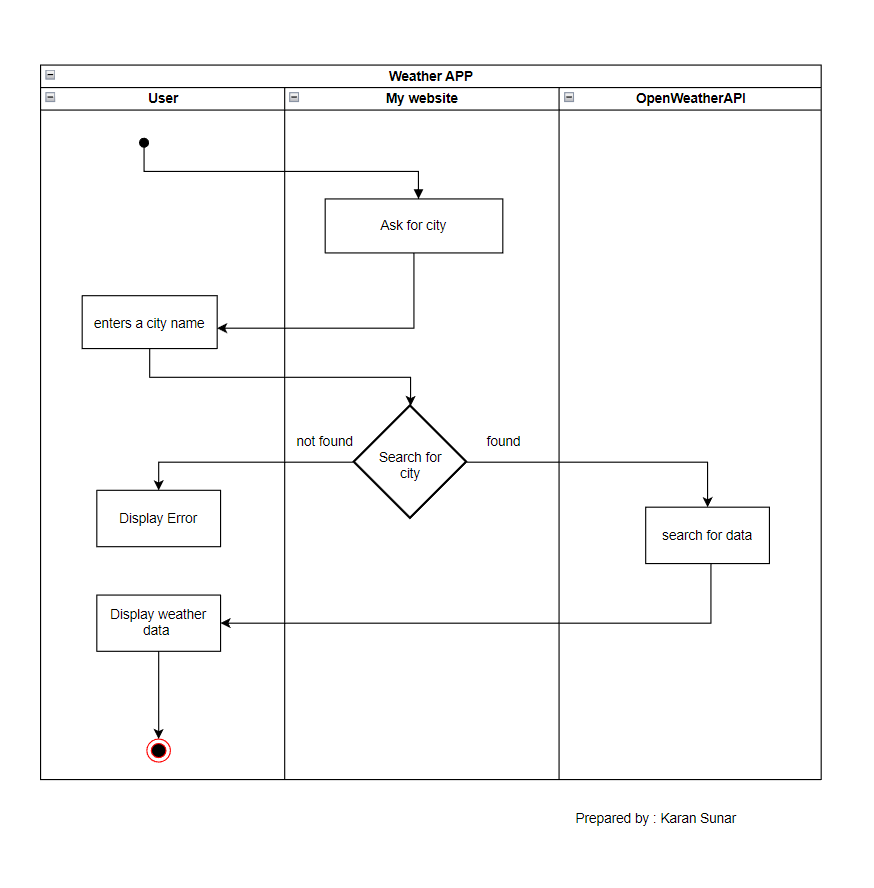 Weather APP
User
My website
OpenWeatherAPI
Ask for city
enters a city name
not found
found
Search for
city
Display Error
search for data
Display weather
data
Prepared by : Karan Sunar